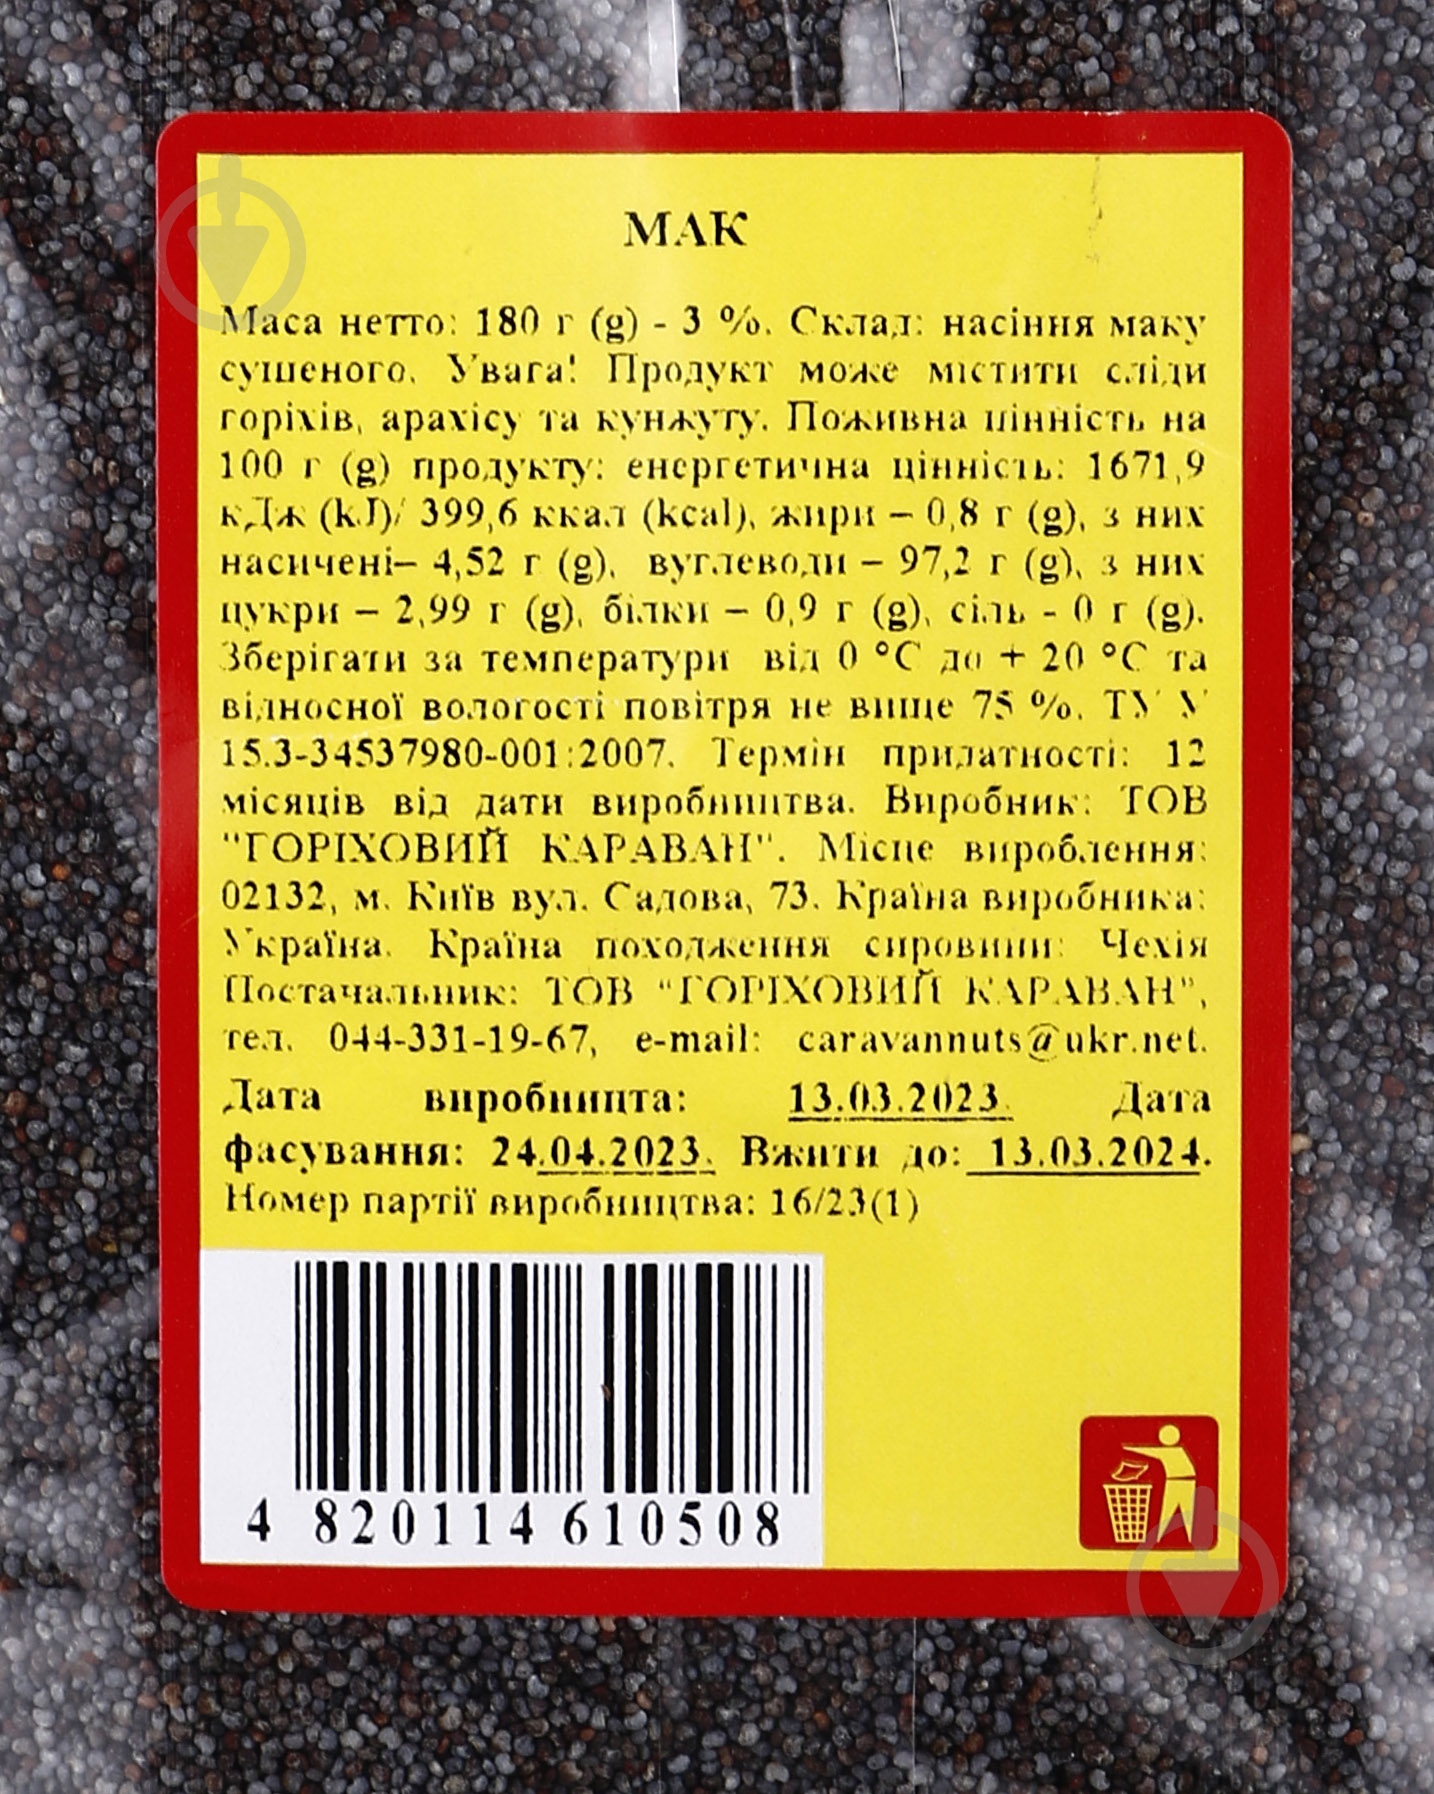 МАК
Маса нетто: 180 г (g) - 3 %. Склад: насіння маку
сушеного. Увага! Продукт може містити сліди
горіхів, арахісу та кунжуту. Поживна цінність на
100 г (g) продукту: енергетична цінність: 1671,9
кДж (kJ)/ 399,6 ккал (kcal), жири – 0,8 г (g), з них
насичені– 4,52 г (g), вуглеводи – 97,2 г (g), з них
цукри – 2,99 г (g), білки – 0,9 г (g), сіль - 0 г (g).
Зберігати за температури від 0 °С до + 20 °С та
відносної вологості повітря не вище 75 %. ТУ У
15.3-34537980-001:2007. Термін придатності: 12
місяців від дати виробництва. Виробник: ТОВ
"ГОРІХОВИЙ КАРАВАН". Місце вироблення:
02132, м. Київ вул. Садова, 73. Країна виробника:
Україна. Країна походження сировини: Чехія
Постачальник: ТОВ “ГОРІХОВИЙ КАРАВАН”,
тел. 044-331-19-67, e-mail: caravannuts@ukr.net.
Дата виробницта: 13.03.2023. Дата
фасування: 24.04.2023. Вжити до: 13.03.2024.
Номер партії виробництва: 16/23(1)
4 820114 610508